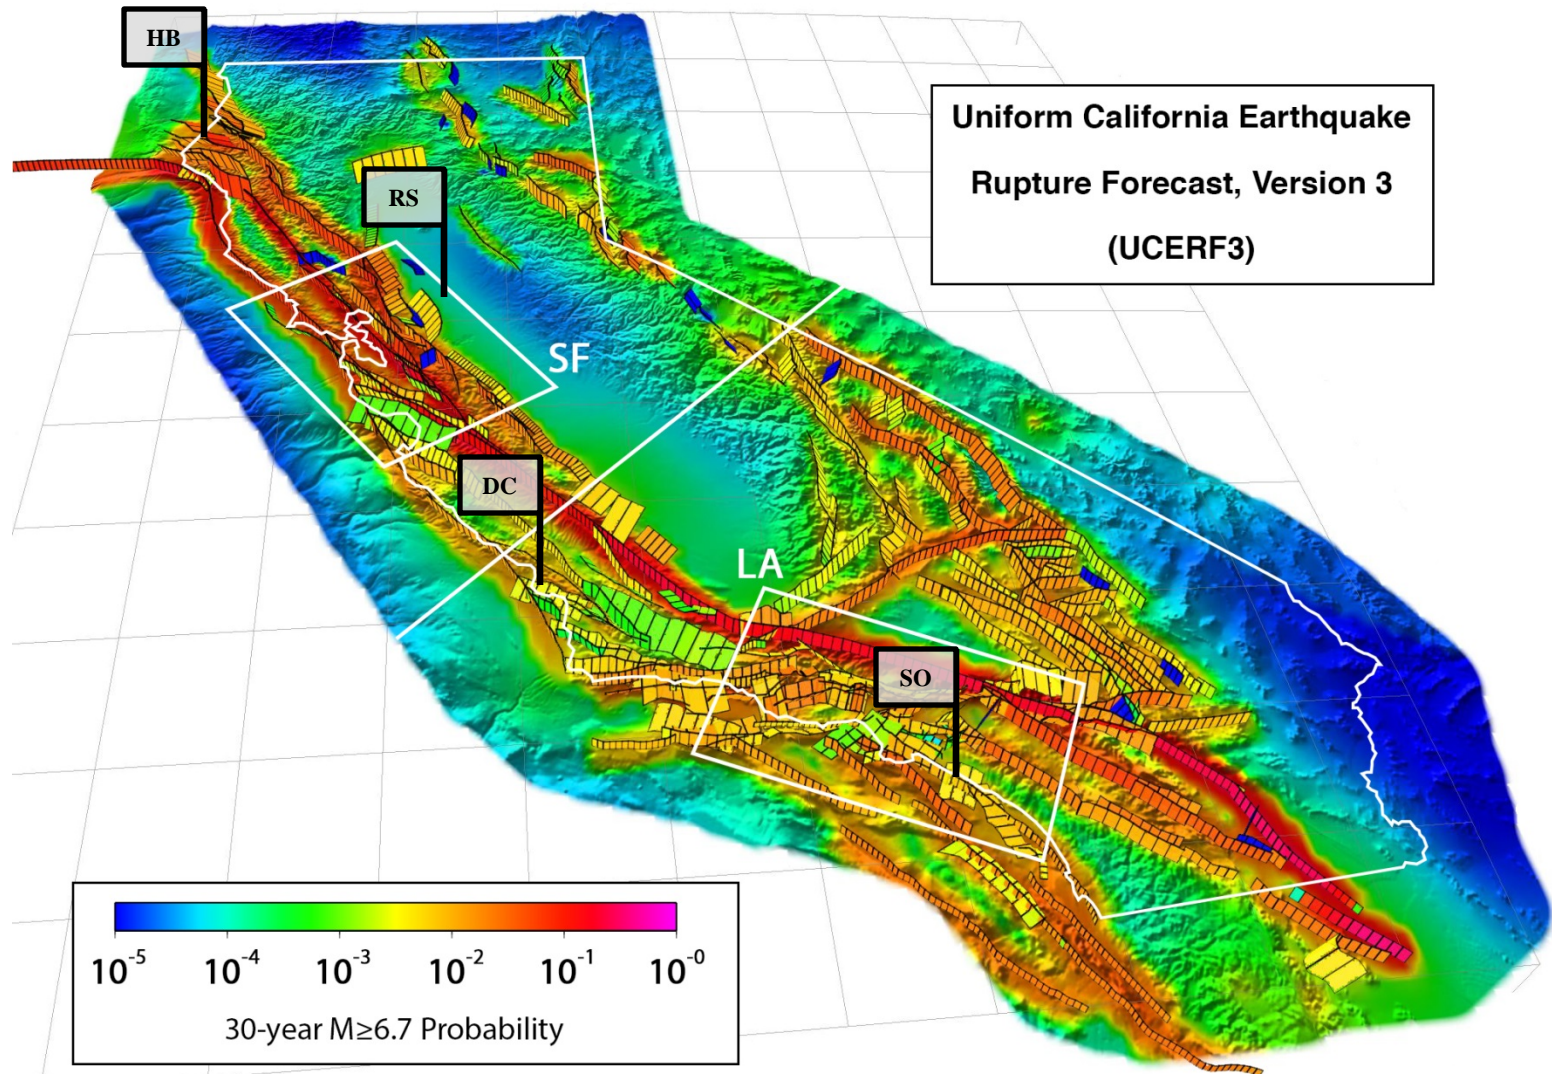 HB
Uniform California Earthquake
Rupture Forecast, Version 3
(UCERF3)
RS
SF
DC
LA
SO
10-5 10-4 10-3 10-2 10-1 10-0
30-year M≥6.7 Probability